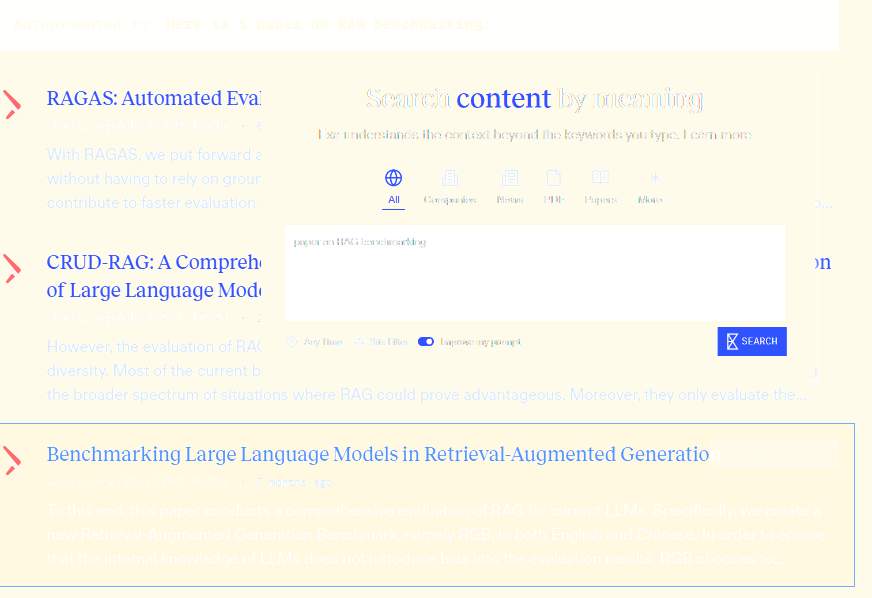 Autoprompted to: Here is a paper on RAG benchmarking:
RAGAS: Automated Eval
With RAGAS, we put forward a
without having to rely on groun
contribute to faster evaluation
o...
Search content by meaning
Exa understands the context beyond the keywords you type. Learn more
All Companies News PDF Papers More
paper on RAG benchmarking
Any Time Site Filter Improve my prompt SEARCH
CRUD-RAG: A Comprehe on
of Large Language Mode
However, the evaluation of RAG
diversity. Most of the current b
the broader spectrum of situations where RAG could prove advantageous. Moreover, they only evaluate the...
Benchmarking Large Language Models in Retrieval-Augmented Generation
· 7 months ago
To this end, this paper conducts a comprehensive evaluation of RAG for current LLMs. Specifically, we create a
new Retrieval-Augmented Generation Benchmark, namely RGB, in both English and Chinese. In order to ensure
that the internal knowledge of LLMs does not introduce bias into the evaluation results, RGB chooses to...